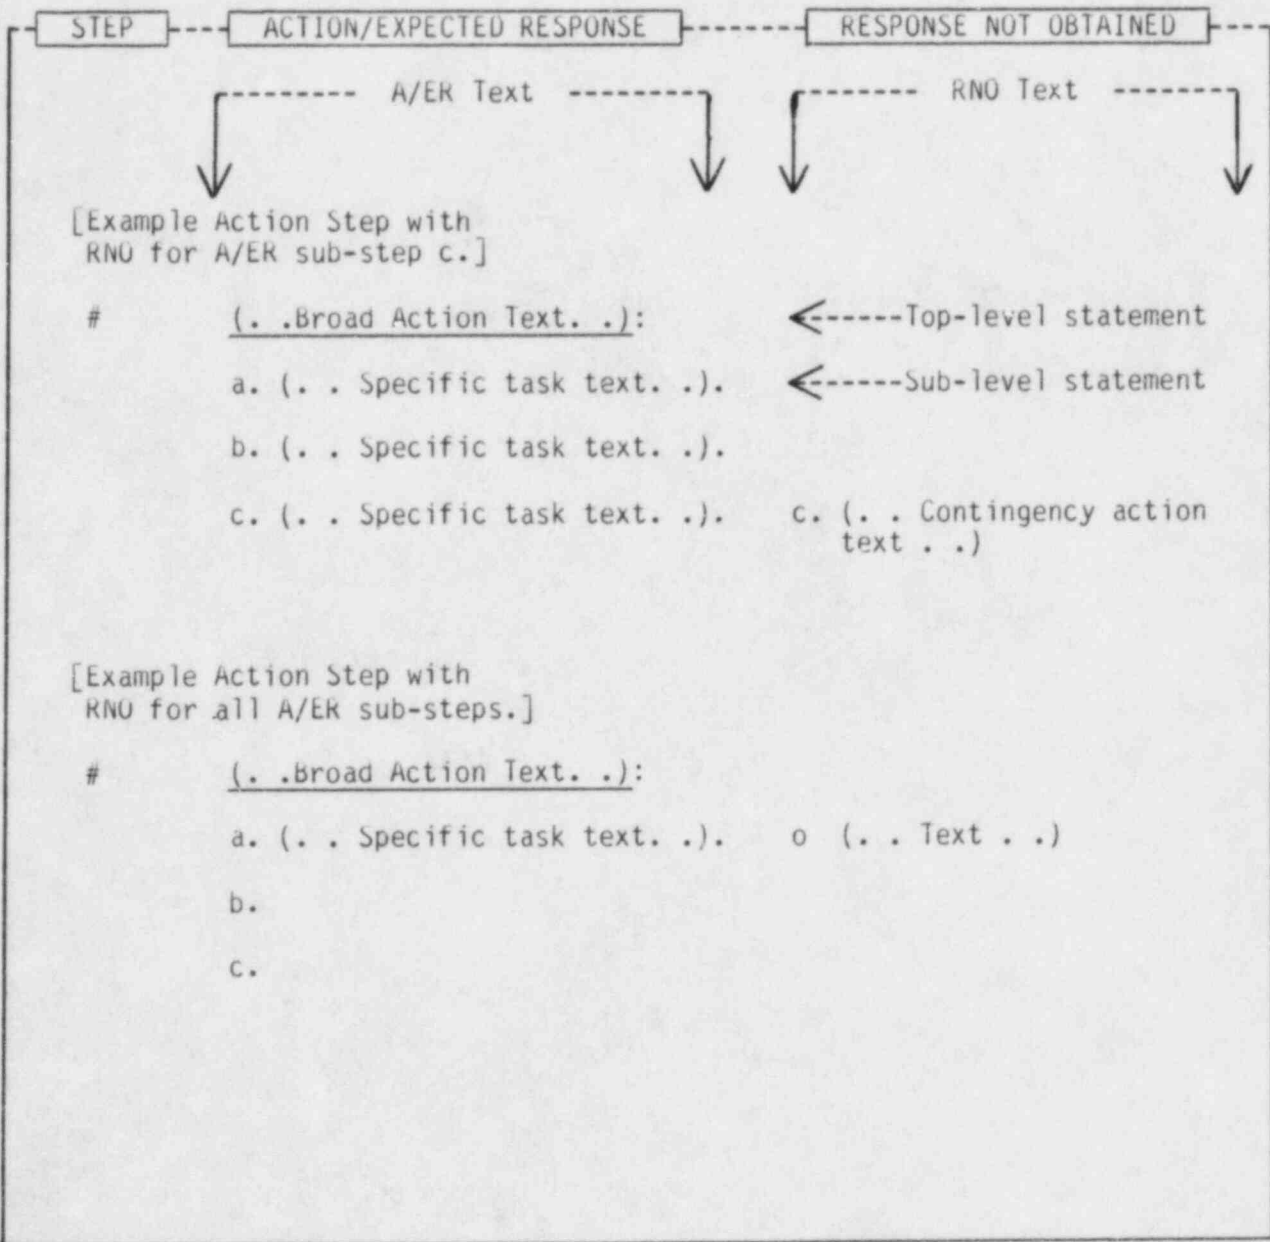 STEP ACTION/EXPECTED RESPONSE RESPONSE NOT OBTAINED
A/ER Text RNO Text
[Example Action Step with
RNO for A/ER sub-step c.]
# (. .Broad Action Text. .): Top-level statement
a. (. . Specific task text. .). Sub-level statement
b. (. . Specific task text. .).
c. (. . Specific task text. .). c. (. . Contingency action
text . .)
[Example Action Step with
RNO for all A/ER sub-steps.]
# (. .Broad Action Text. .):
a. (. . Specific task text. .). o (. . Text . .)
b.
c.